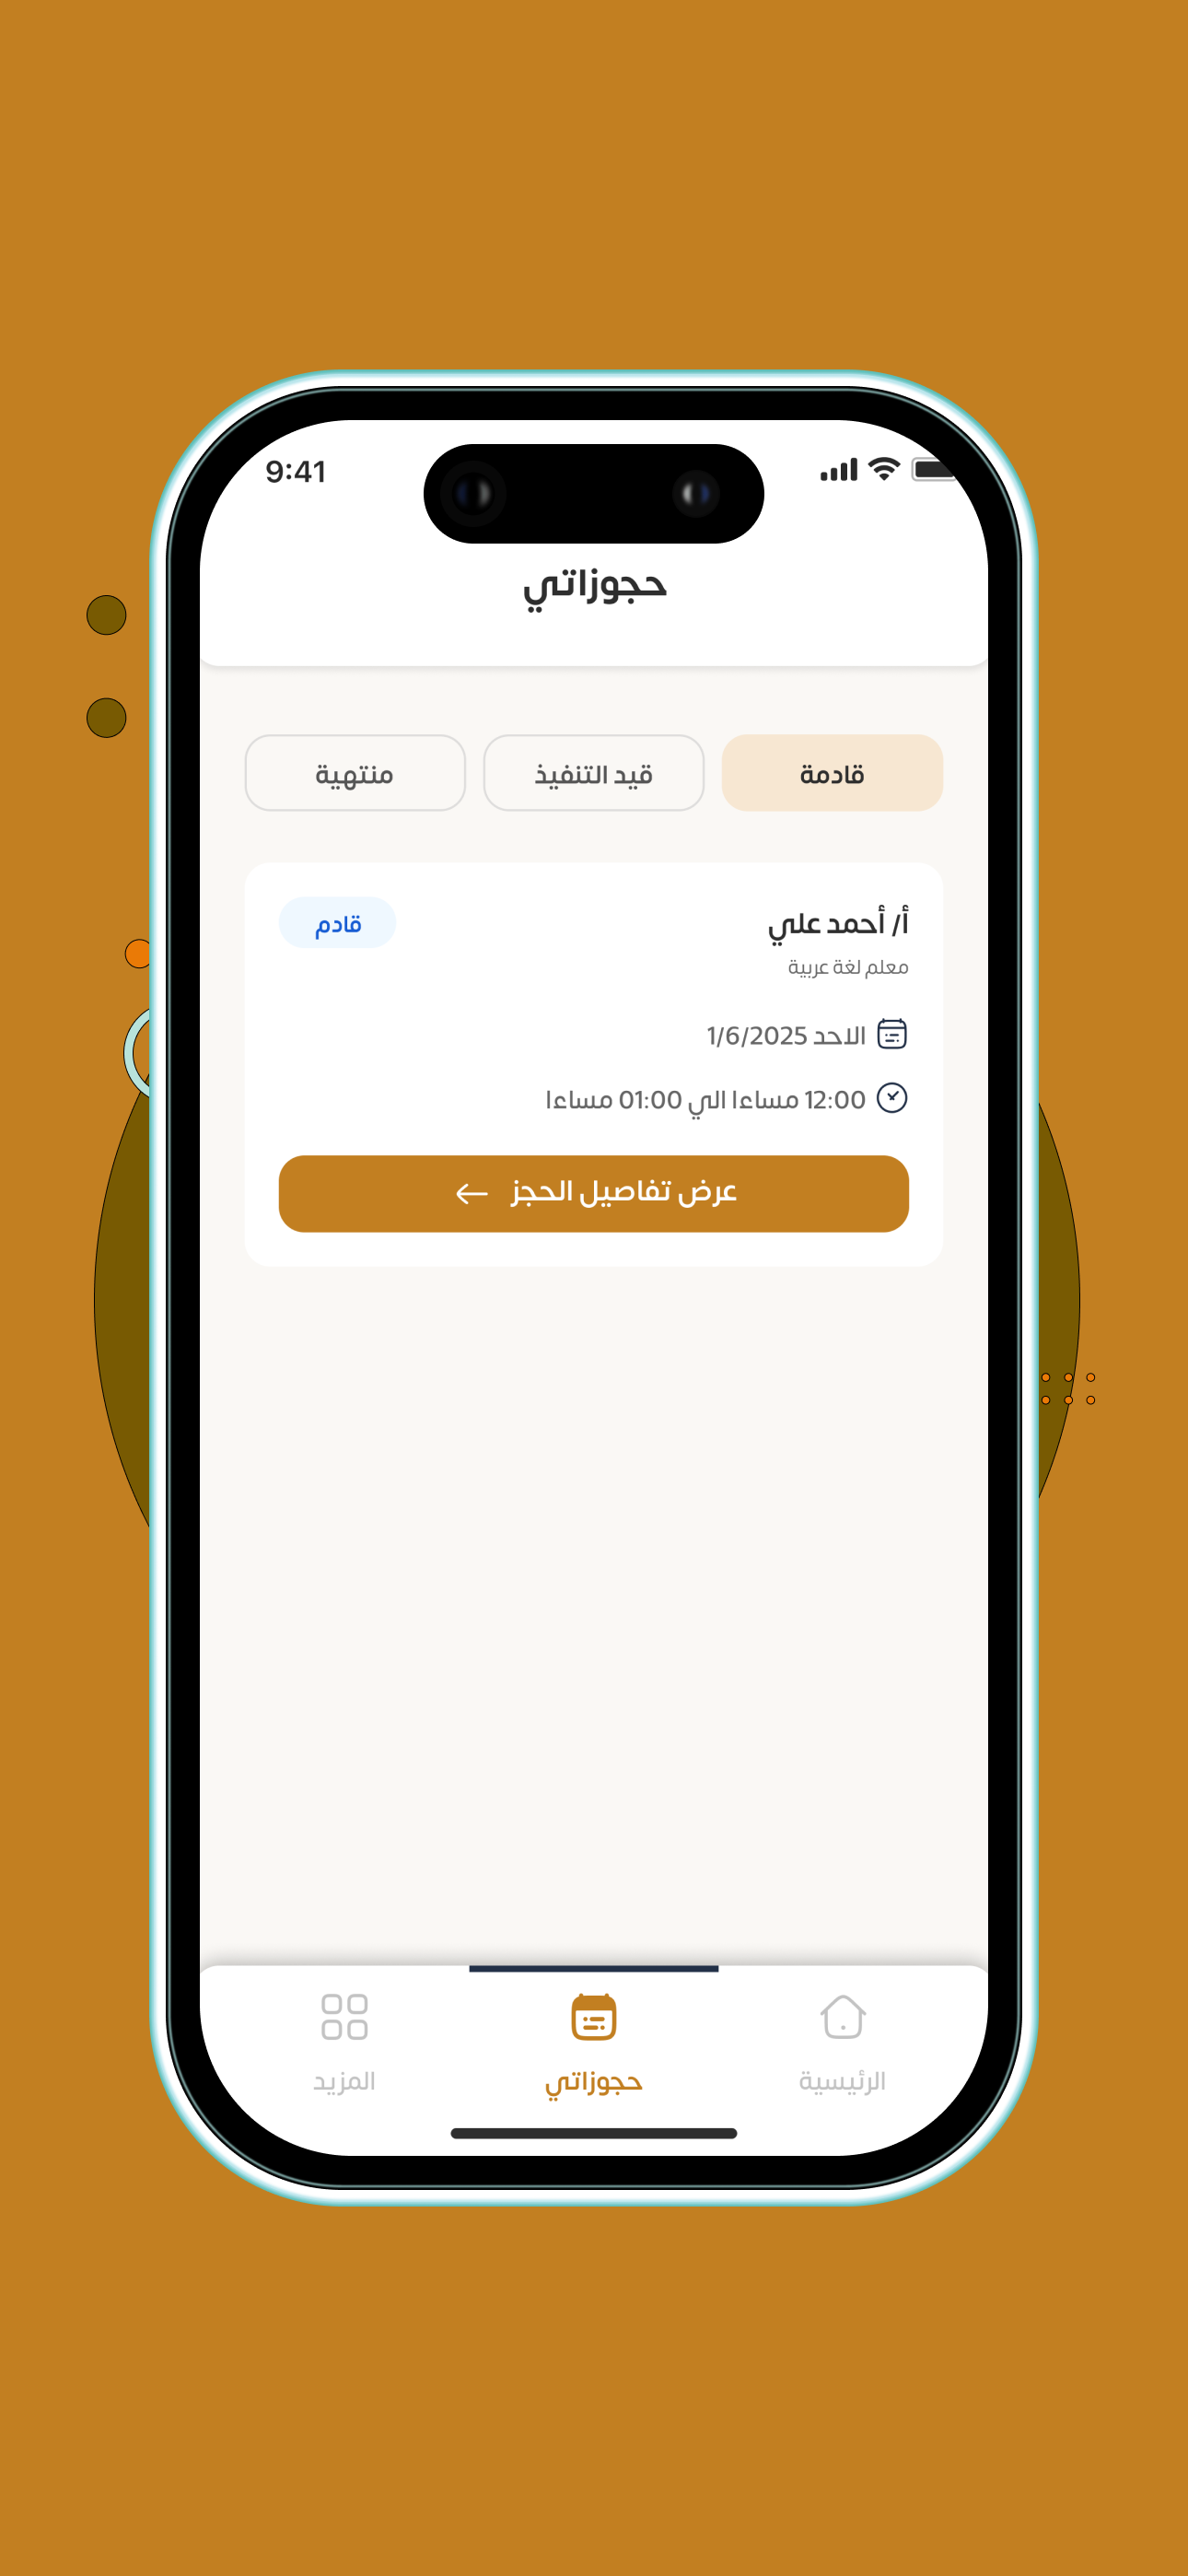 9:41
حجوزاتي
قادمة
قيد التنفيذ
منتهية
أ/ أحمد علي
قادم
معلم لغة عربية
الاحد 1/6/2025
12:00 مساءا الي 01:00 مساءا
عرض تفاصيل الحجز
الرئيسية
حجوزاتي
المزيد